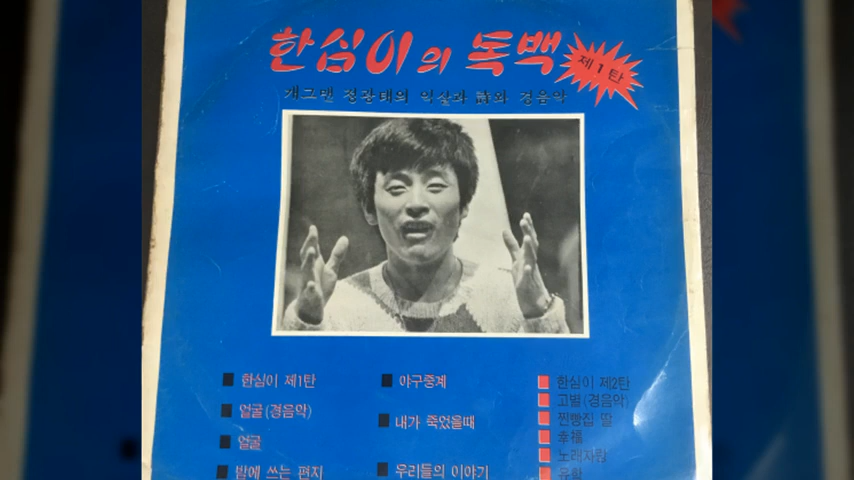 한심이의 독백
제1탄
개그맨 전광태의 익살과 詩와 경음악
한심이 제1탄
얼굴(경음악)
얼굴
밤에 쓰는 편지
야구중계
내가 죽었을때
우리들의 이야기
한심이 제2탄
고별(경음악)
찐빵집 딸
幸福
노래자랑